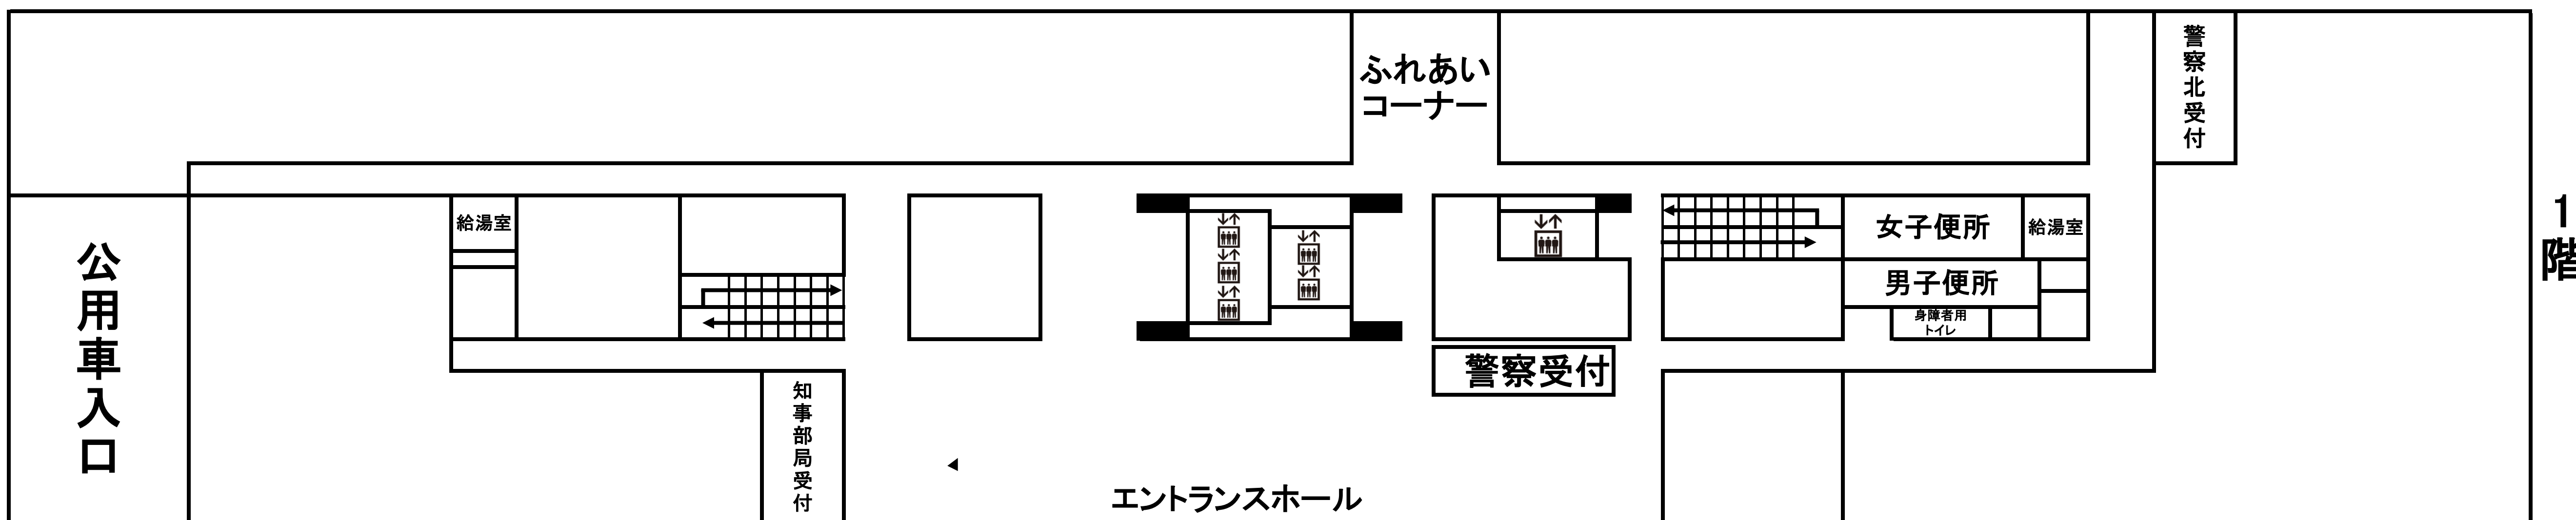 ふれあい
コーナー
警察北受付
1階
公用車入口
給湯室
女子便所
給湯室
男子便所
身障者用
トイレ
警察受付
知事部局受付
エントランスホール